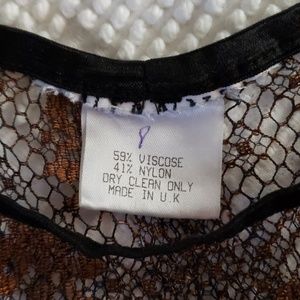 8
59% VISCOSE
41% NYLON
DRY CLEAN ONLY
MADE IN U.K